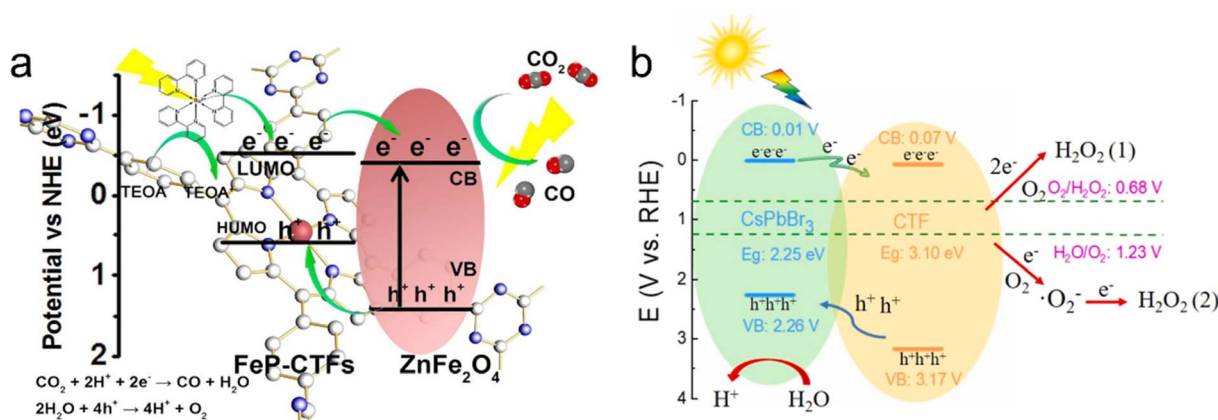 a
Potential vs NHE (eV)
-1
0
1
2
TEOA
TEOA⁺
e⁻ e⁻ e⁻
LUMO
HUMO
h⁺ h⁺
FeP-CTFs
e⁻ e⁻ e⁻
CB
VB
h⁺ h⁺ h⁺
ZnFe₂O₄
CO₂
CO
CO₂ + 2H⁺ + 2e⁻ → CO + H₂O
2H₂O + 4h⁺ → 4H⁺ + O₂
b
E (V vs. RHE)
-1
0
1
2
3
4
CB: 0.01 V
e⁻e⁻e⁻
e⁻
e⁻
CsPbBr₃
Eg: 2.25 eV
h⁺h⁺h⁺
VB: 2.26 V
H⁺
H₂O
CB: 0.07 V
e⁻e⁻e⁻
CTF
Eg: 3.10 eV
h⁺ h⁺
h⁺h⁺h⁺
VB: 3.17 V
2e⁻
H₂O₂ (1)
O₂
O₂/H₂O₂: 0.68 V
H₂O/O₂: 1.23 V
e⁻
O₂
·O₂⁻
e⁻
H₂O₂ (2)